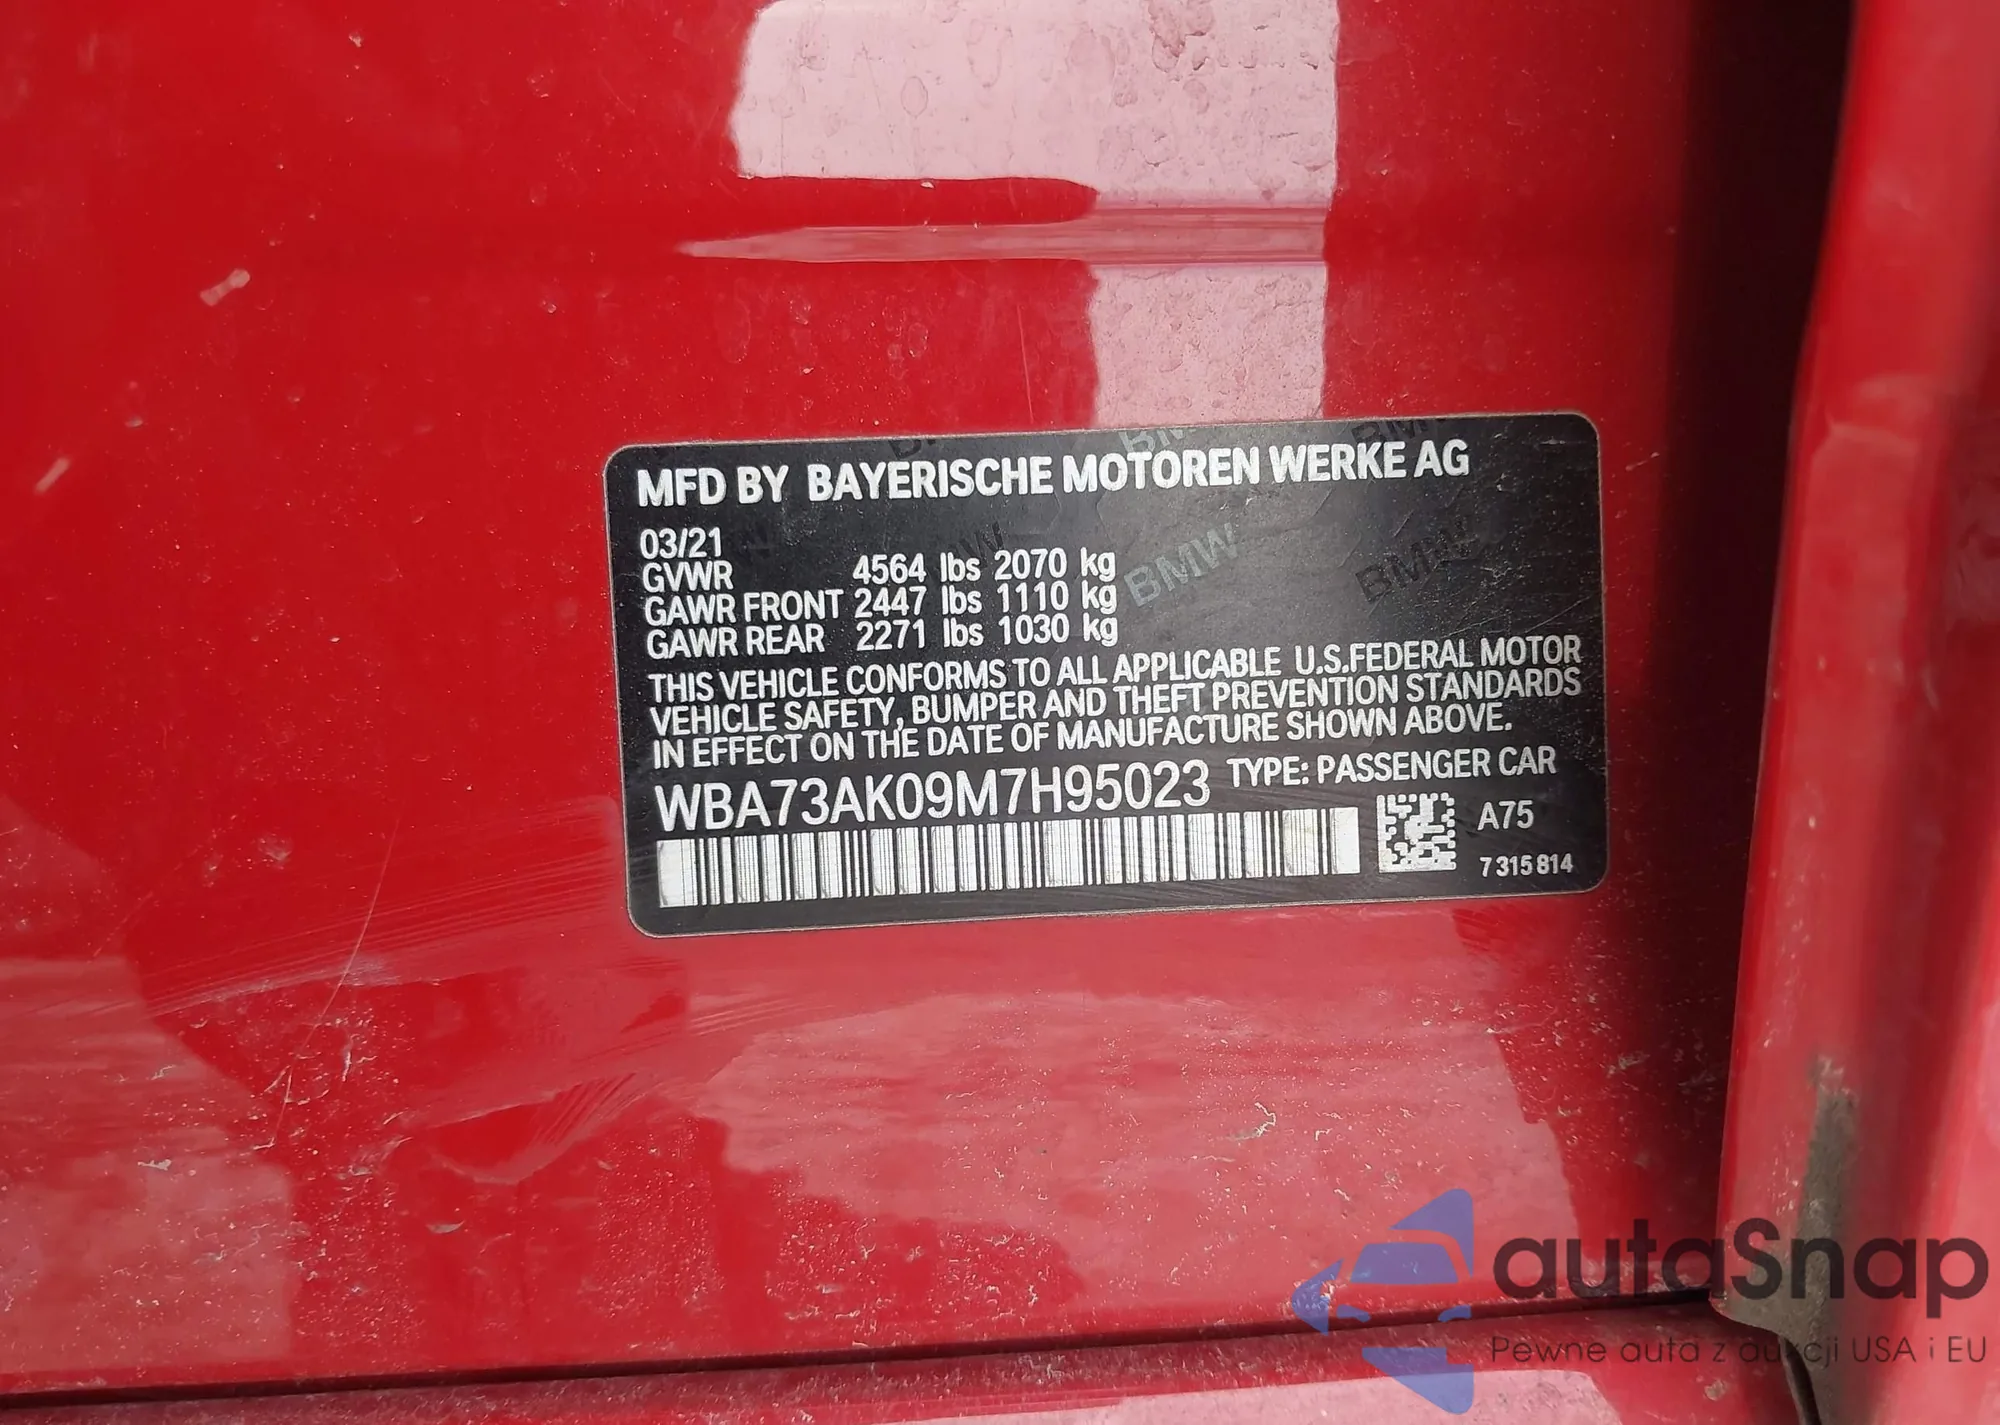 MFD BY BAYERISCHE MOTOREN WERKE AG
03/21
GVWR 4564 lbs 2070 kg
GAWR FRONT 2447 lbs 1110 kg
GAWR REAR 2271 lbs 1030 kg
THIS VEHICLE CONFORMS TO ALL APPLICABLE U.S.FEDERAL MOTOR
VEHICLE SAFETY, BUMPER AND THEFT PREVENTION STANDARDS
IN EFFECT ON THE DATE OF MANUFACTURE SHOWN ABOVE.
WBA73AK09M7H95023 TYPE: PASSENGER CAR
A75
7 315 814
BMW BMW
autaSnap
Pewne auta z aukcji USA i EU